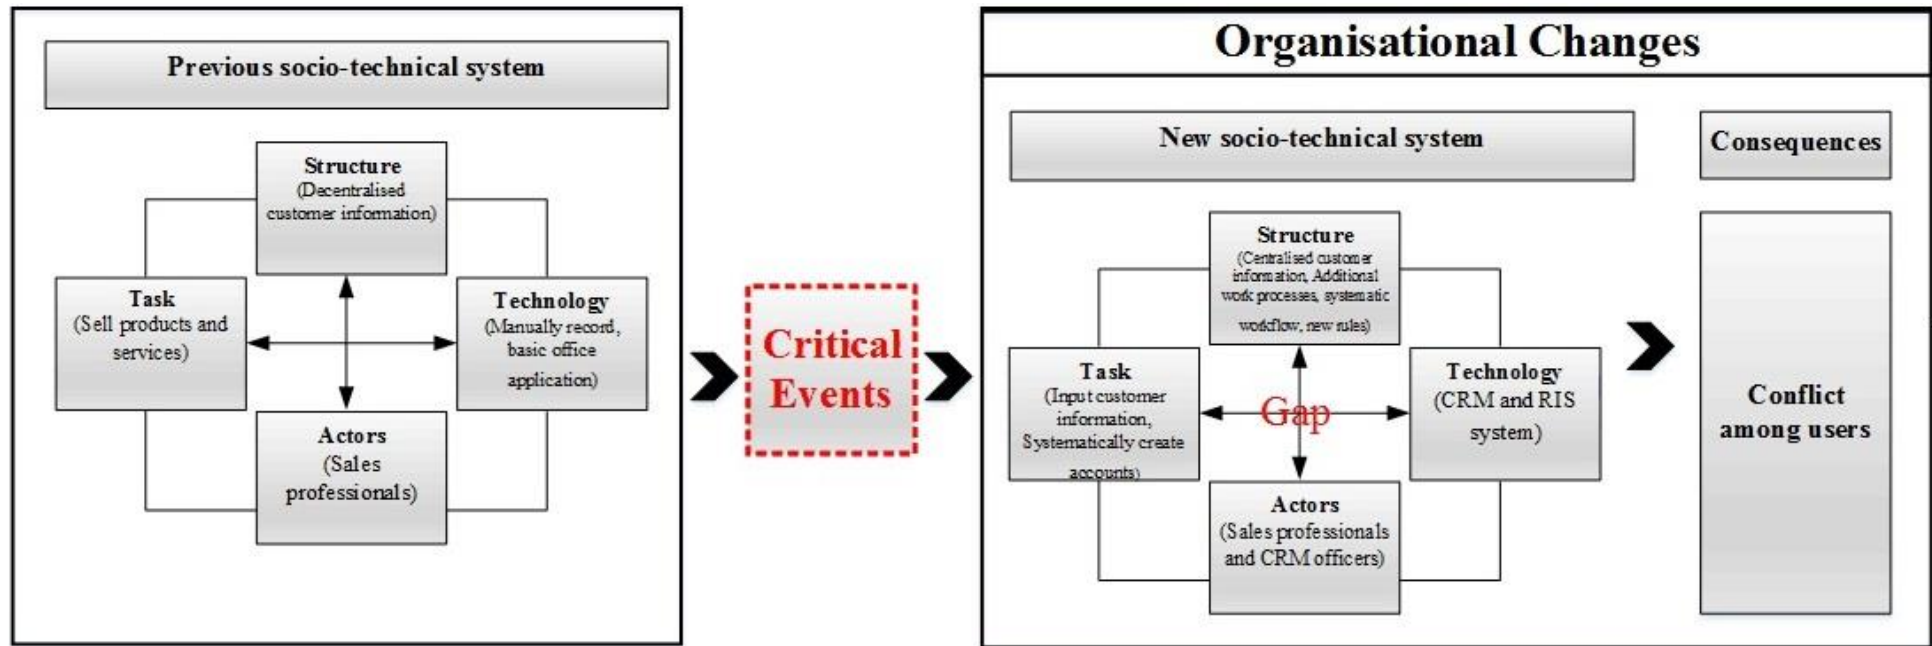 Previous socio-technical system
Structure
(Decentralised
customer information)
Task
(Sell products and
services)
Technology
(Manually record,
basic office
application)
Actors
(Sales
professionals)
Critical
Events
Organisational Changes
New socio-technical system
Structure
(Centralised customer
information, Additional
work processes, systematic
workflow, new rules)
Task
(Input customer
information,
Systematically create
accounts)
Gap
Technology
(CRM and RIS
system)
Actors
(Sales professionals
and CRM officers)
Consequences
Conflict
among users